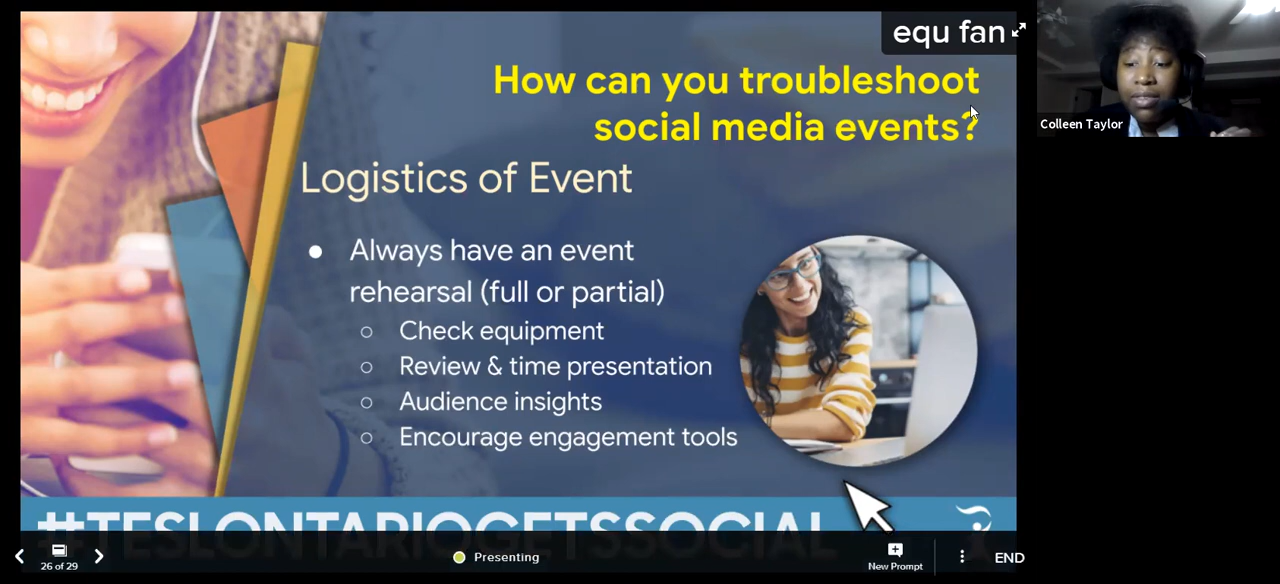 equ fan
How can you troubleshoot
social media events?
Colleen Taylor
Logistics of Event
● Always have an event
rehearsal (full or partial)
○ Check equipment
○ Review & time presentation
○ Audience insights
○ Encourage engagement tools
#TESLONTARIOGETSSOCIAL
26 of 29
Presenting
New Prompt
END